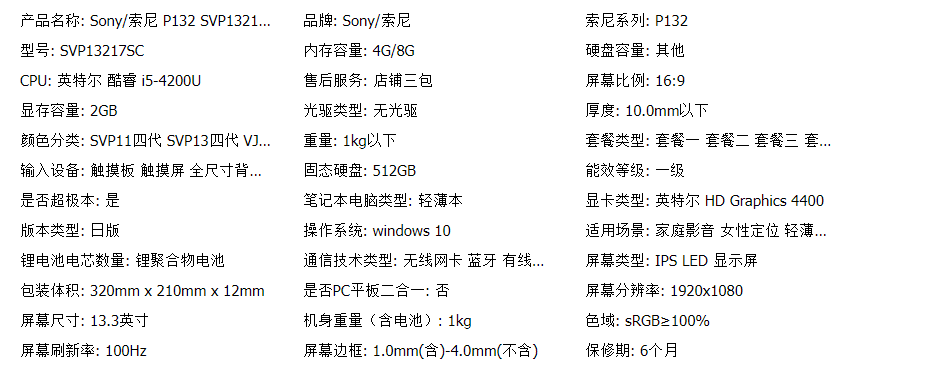 产品名称: Sony/索尼 P132 SVP1321... 品牌: Sony/索尼 索尼系列: P132
型号: SVP13217SC 内存容量: 4G/8G 硬盘容量: 其他
CPU: 英特尔 酷睿 i5-4200U 售后服务: 店铺三包 屏幕比例: 16:9
显存容量: 2GB 光驱类型: 无光驱 厚度: 10.0mm以下
颜色分类: SVP11四代 SVP13四代 VJ... 重量: 1kg以下 套餐类型: 套餐一 套餐二 套餐三 套...
输入设备: 触摸板 触摸屏 全尺寸背... 固态硬盘: 512GB 能效等级: 一级
是否超极本: 是 笔记本电脑类型: 轻薄本 显卡类型: 英特尔 HD Graphics 4400
版本类型: 日版 操作系统: windows 10 适用场景: 家庭影音 女性定位 轻薄...
锂电池电芯数量: 锂聚合物电池 通信技术类型: 无线网卡 蓝牙 有线... 屏幕类型: IPS LED 显示屏
包装体积: 320mm x 210mm x 12mm 是否PC平板二合一: 否 屏幕分辨率: 1920x1080
屏幕尺寸: 13.3英寸 机身重量（含电池）: 1kg 色域: sRGB≥100%
屏幕刷新率: 100Hz 屏幕边框: 1.0mm(含)-4.0mm(不含) 保修期: 6个月